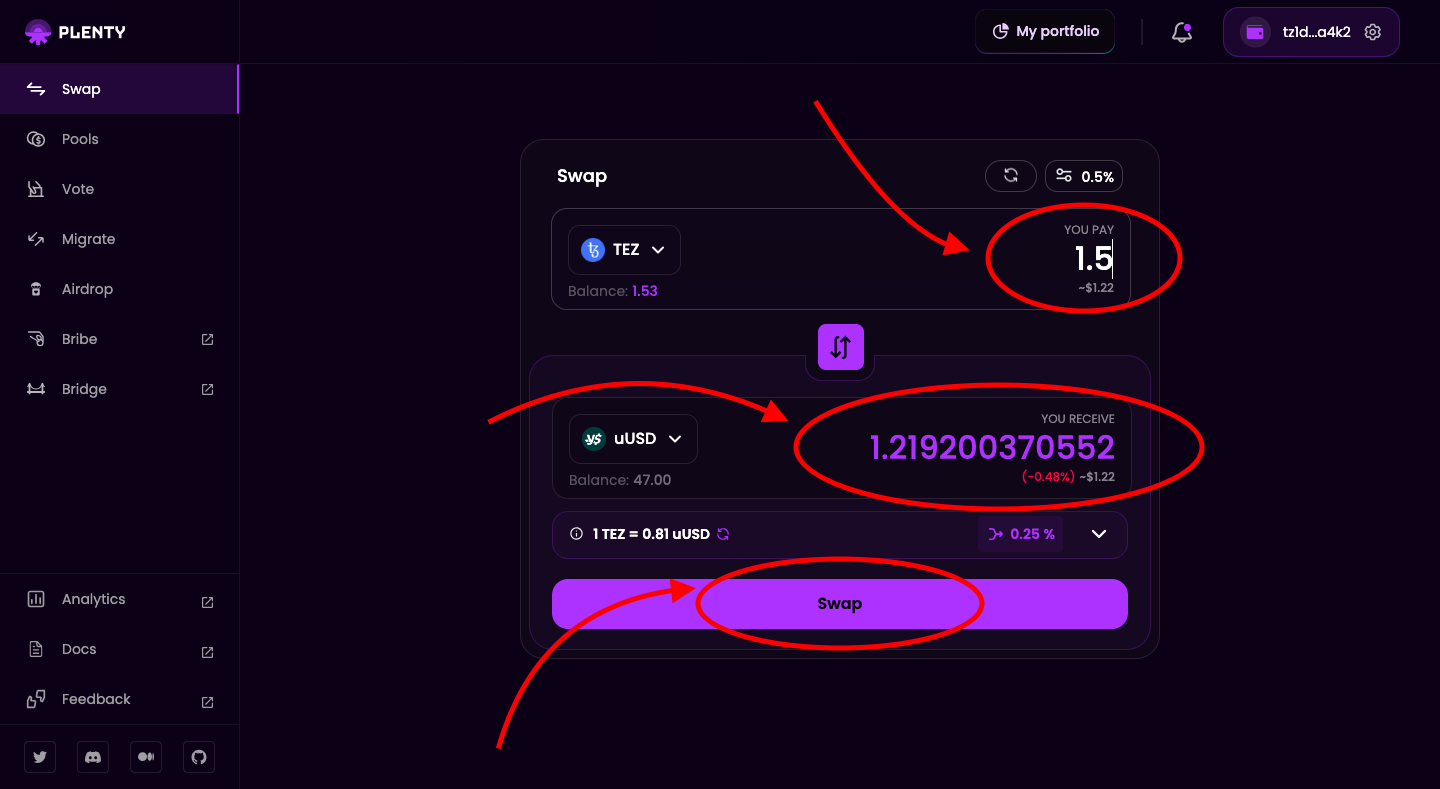 PLENTY
My portfolio
tz1d...a4k2
Swap
Pools
Vote
Migrate
Airdrop
Bribe
Bridge
Analytics
Docs
Feedback
Swap
0.5%
TEZ
Balance: 1.53
YOU PAY
1.5
~$1.22
uUSD
Balance: 47.00
YOU RECEIVE
1.219200370552
(-0.48%) ~$1.22
1 TEZ = 0.81 uUSD
0.25 %
Swap